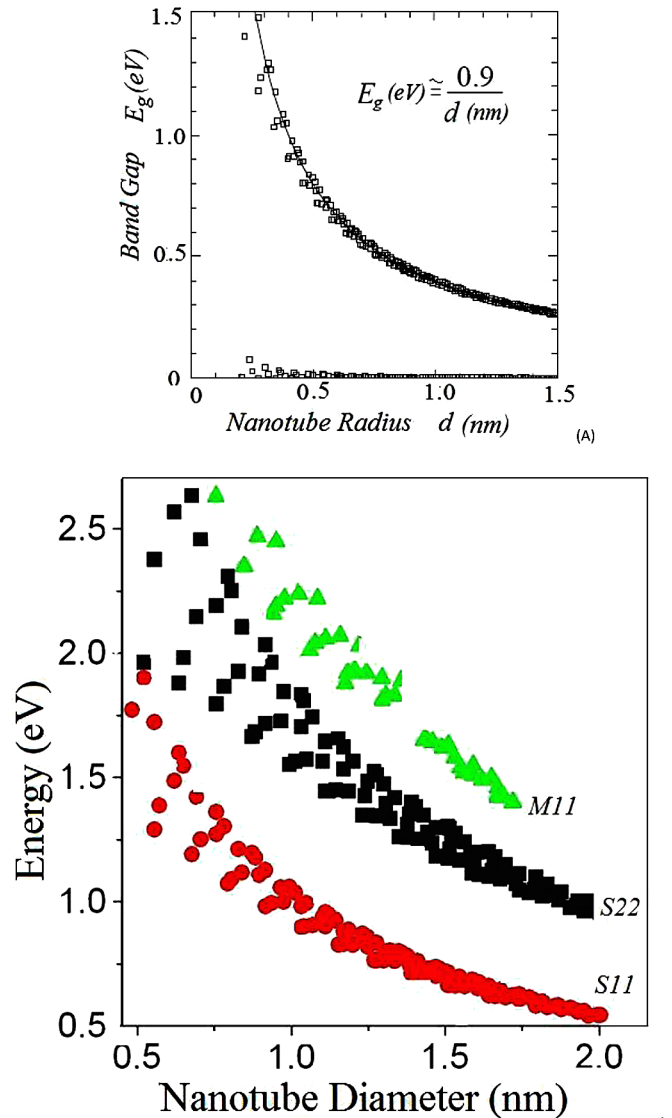 1.5
1.0
0.5
0
Band Gap E_g (eV)
E_g (eV) ≅ 0.9 / d (nm)
0 0.5 1.0 1.5
Nanotube Radius d (nm)
(A)
2.5
2.0
1.5
1.0
0.5
Energy (eV)
M11
S22
S11
0.5 1.0 1.5 2.0
Nanotube Diameter (nm)